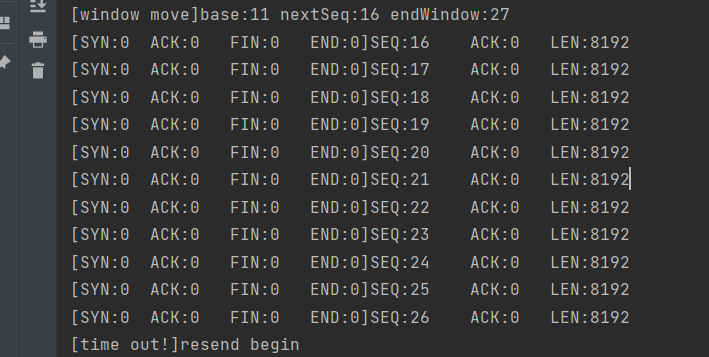 [window move]base:11 nextSeq:16 endWindow:27
[SYN:0  ACK:0   FIN:0   END:0]SEQ:16    ACK:0   LEN:8192
[SYN:0  ACK:0   FIN:0   END:0]SEQ:17    ACK:0   LEN:8192
[SYN:0  ACK:0   FIN:0   END:0]SEQ:18    ACK:0   LEN:8192
[SYN:0  ACK:0   FIN:0   END:0]SEQ:19    ACK:0   LEN:8192
[SYN:0  ACK:0   FIN:0   END:0]SEQ:20    ACK:0   LEN:8192
[SYN:0  ACK:0   FIN:0   END:0]SEQ:21    ACK:0   LEN:8192
[SYN:0  ACK:0   FIN:0   END:0]SEQ:22    ACK:0   LEN:8192
[SYN:0  ACK:0   FIN:0   END:0]SEQ:23    ACK:0   LEN:8192
[SYN:0  ACK:0   FIN:0   END:0]SEQ:24    ACK:0   LEN:8192
[SYN:0  ACK:0   FIN:0   END:0]SEQ:25    ACK:0   LEN:8192
[SYN:0  ACK:0   FIN:0   END:0]SEQ:26    ACK:0   LEN:8192
[time out!]resend begin